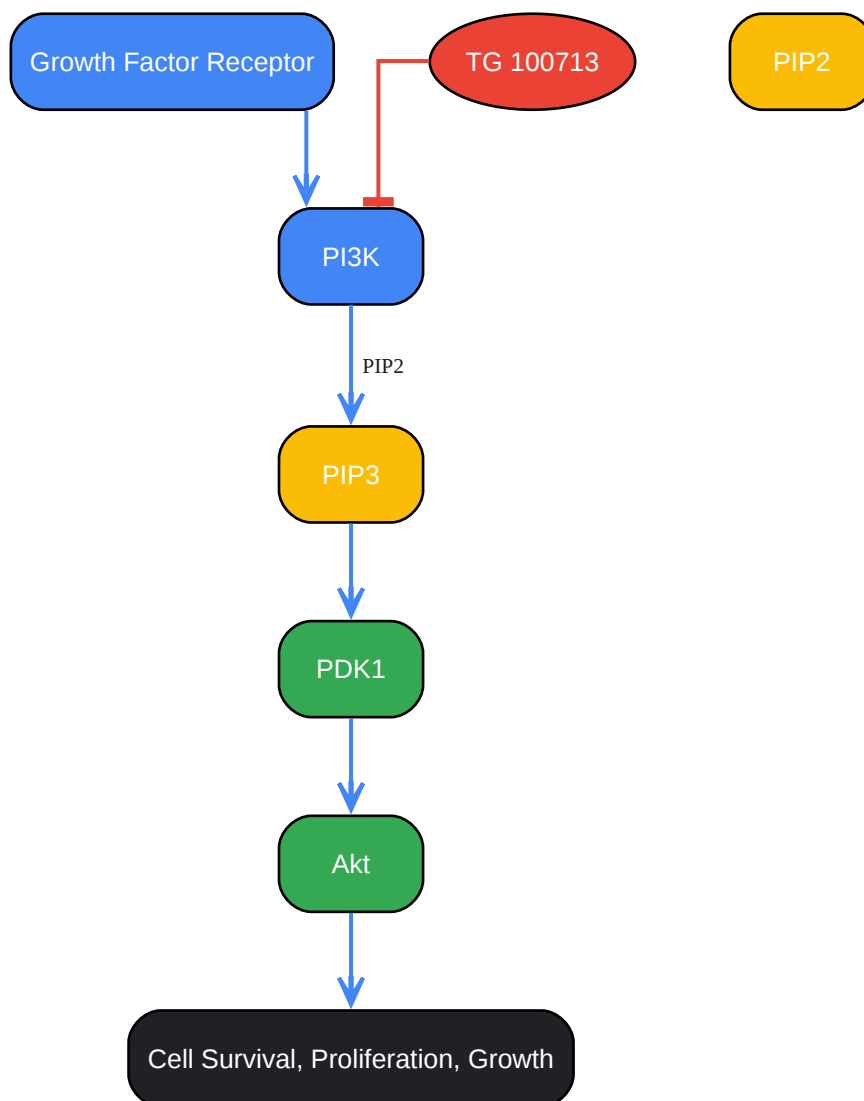 Growth Factor Receptor
TG 100713
PIP2
PI3K
PIP2
PIP3
PDK1
Akt
Cell Survival, Proliferation, Growth